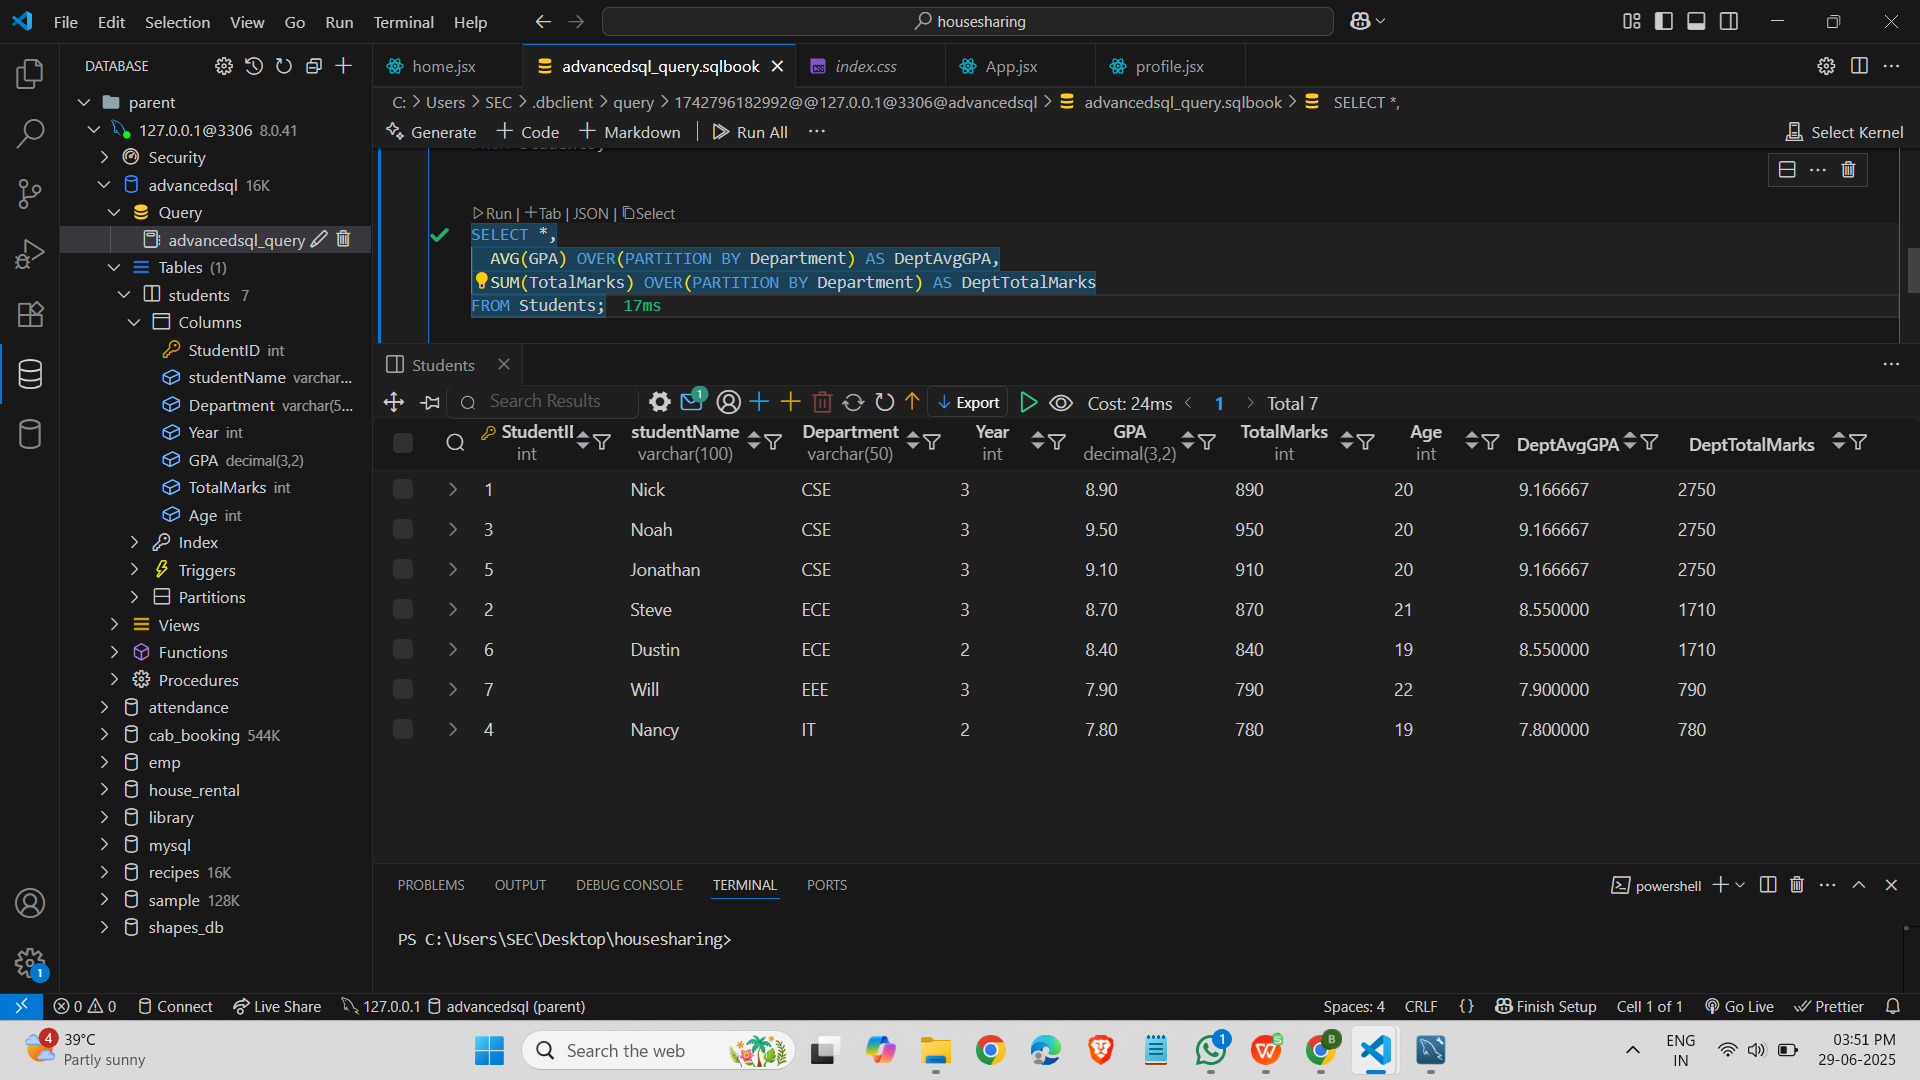 File Edit Selection View Go Run Terminal Help
housesharing
DATABASE
home.jsx
advancedsql_query.sqlbook
index.css
App.jsx
profile.jsx
C: > Users > SEC > .dbclient > query > 1742796182992@@127.0.0.1@3306@advancedsql > advancedsql_query.sqlbook > SELECT *,
Generate + Code + Markdown | Run All ...
Select Kernel
parent
127.0.0.1@3306 8.0.41
Security
advancedsql 16K
Query
advancedsql_query
Tables (1)
students 7
Columns
StudentID int
studentName varchar...
Department varchar(5...
Year int
GPA decimal(3,2)
TotalMarks int
Age int
Index
Triggers
Partitions
Views
Functions
Procedures
attendance
cab_booking 544K
emp
house_rental
library
mysql
recipes 16K
sample 128K
shapes_db
Run | +Tab | JSON | Select
SELECT *,
AVG(GPA) OVER(PARTITION BY Department) AS DeptAvgGPA,
SUM(TotalMarks) OVER(PARTITION BY Department) AS DeptTotalMarks
FROM Students; 17ms
Students
Search Results
1
Export
Cost: 24ms < 1 > Total 7
StudentII int
studentName varchar(100)
Department varchar(50)
Year int
GPA decimal(3,2)
TotalMarks int
Age int
DeptAvgGPA
DeptTotalMarks
1 Nick CSE 3 8.90 890 20 9.166667 2750
3 Noah CSE 3 9.50 950 20 9.166667 2750
5 Jonathan CSE 3 9.10 910 20 9.166667 2750
2 Steve ECE 3 8.70 870 21 8.550000 1710
6 Dustin ECE 2 8.40 840 19 8.550000 1710
7 Will EEE 3 7.90 790 22 7.900000 790
4 Nancy IT 2 7.80 780 19 7.800000 780
PROBLEMS OUTPUT DEBUG CONSOLE TERMINAL PORTS
powershell
PS C:\Users\SEC\Desktop\housesharing>
1
0 0 Connect Live Share 127.0.0.1 advancedsql (parent)
Spaces: 4 CRLF {} Finish Setup Cell 1 of 1 Go Live Prettier
4
39°C
Partly sunny
Search the web
1
S
B
ENG
IN
03:51 PM
29-06-2025